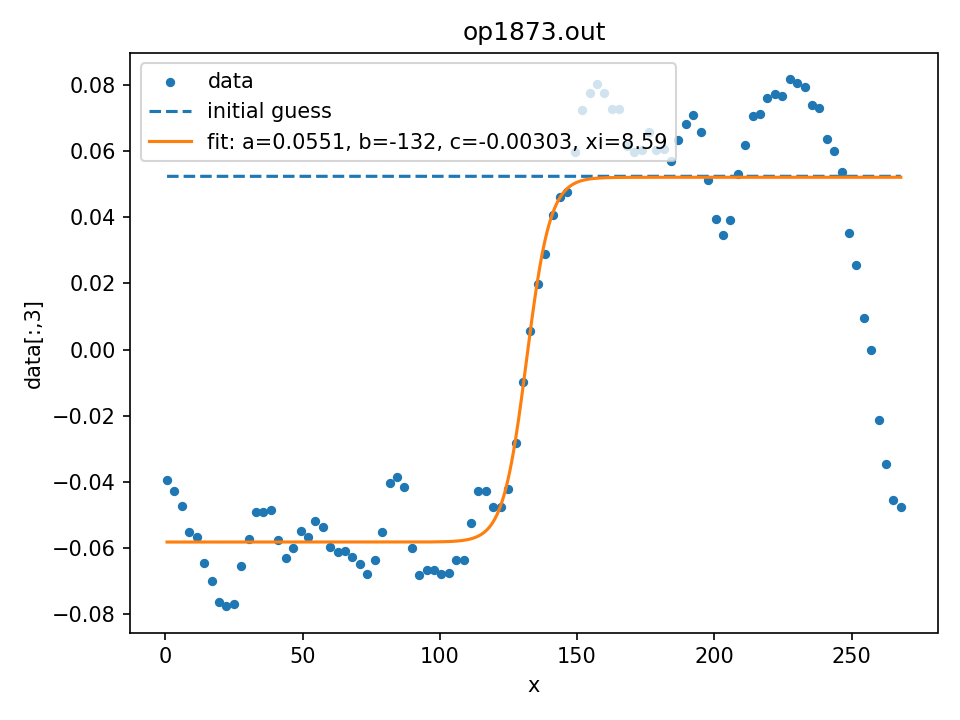 op1873.out
data
initial guess
fit: a=0.0551, b=-132, c=-0.00303, xi=8.59
0.08
0.06
0.04
0.02
0.00
−0.02
−0.04
−0.06
−0.08
data[:,3]
0 50 100 150 200 250
x